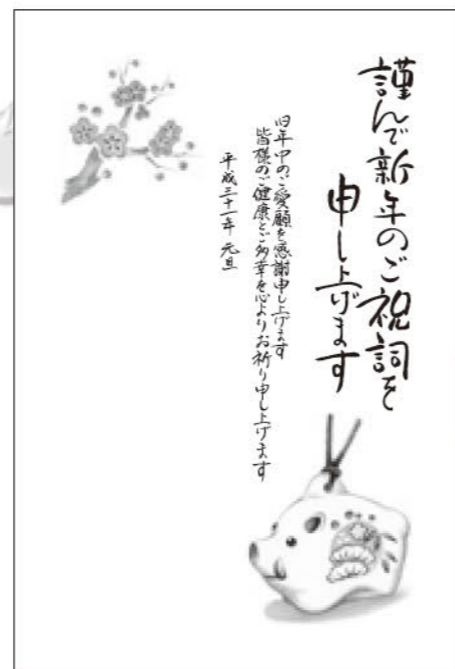 謹んで新年のご祝詞を
申し上げます
旧年中のご愛顧を感謝申し上げます
皆様のご健康とご多幸を心よりお祈り申し上げます
平成三十一年 元旦